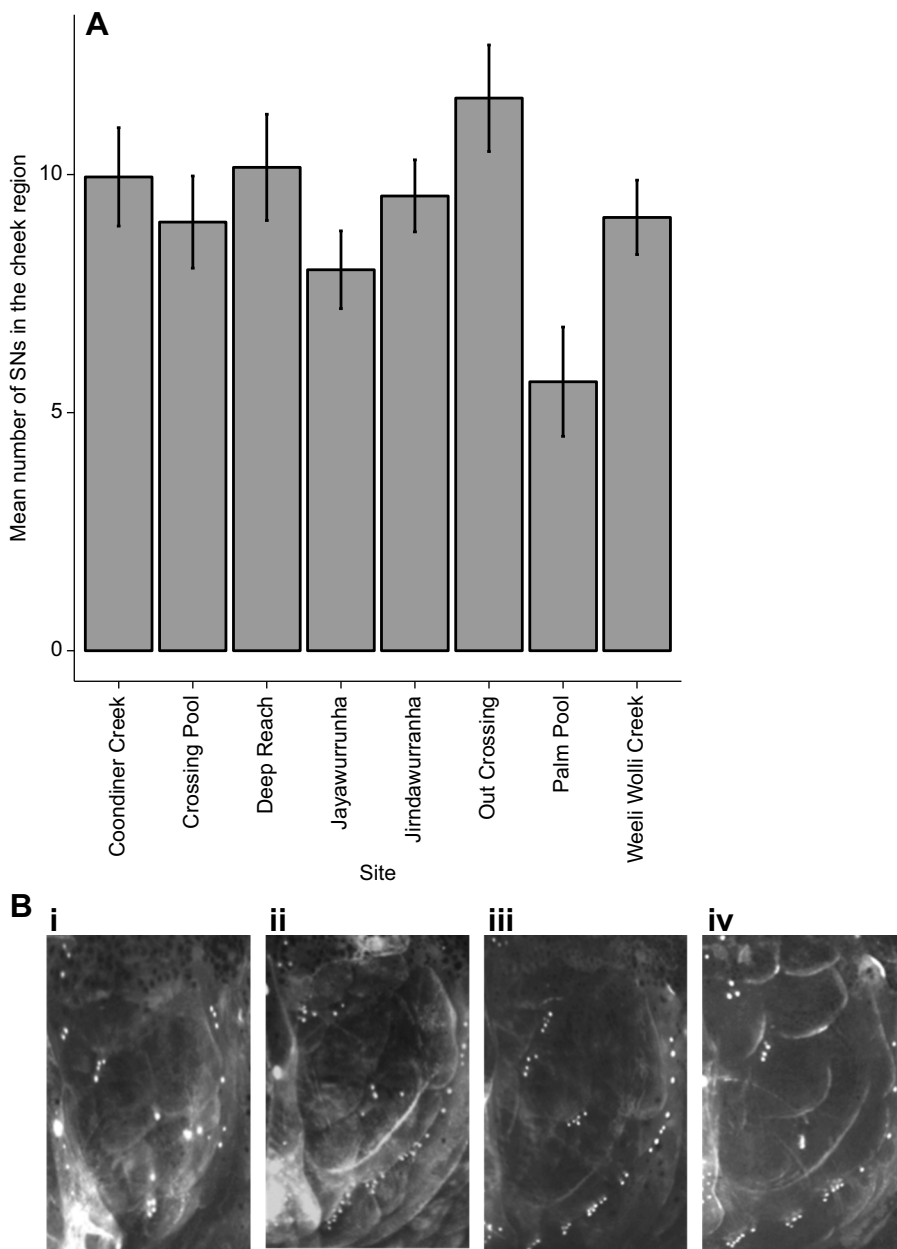 A
Mean number of SNs in the cheek region
10
5
0
Coondiner Creek
Crossing Pool
Deep Reach
Jayawurrunha
Jirndawurranha
Out Crossing
Palm Pool
Weeli Wolli Creek
Site
B
i
ii
iii
iv